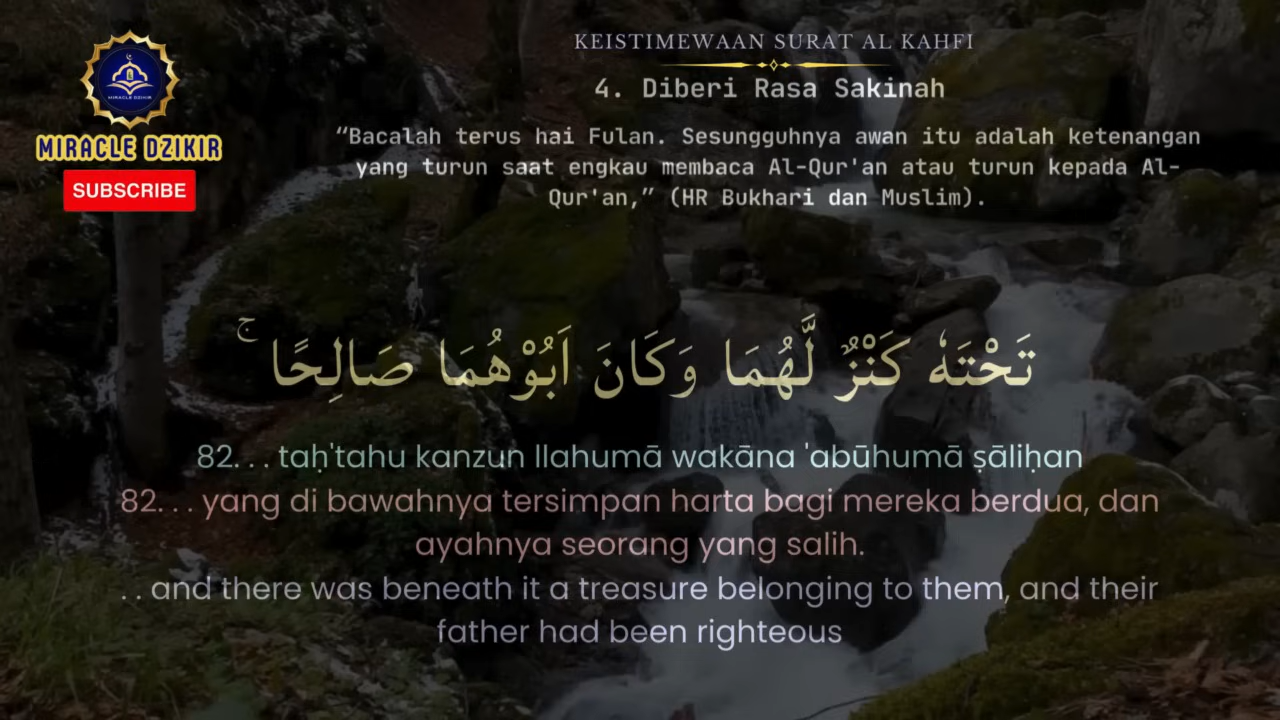 KEISTIMEWAAN SURAT AL KAHFI
4. Diberi Rasa Sakinah
“Bacalah terus hai Fulan. Sesungguhnya awan itu adalah ketenangan
yang turun saat engkau membaca Al-Qur'an atau turun kepada Al-
Qur'an,” (HR Bukhari dan Muslim).
MIRACLE DZIKIR
MIRACLE DZIKIR
SUBSCRIBE
تَحْتَهٗ كَنْزٌ لَّهُمَا وَكَانَ اَبُوْهُمَا صَالِحًا ۚ
82. . . taḥ'tahu kanzun llahumā wakāna 'abūhumā ṣāliḥan
82. . . yang di bawahnya tersimpan harta bagi mereka berdua, dan
ayahnya seorang yang salih.
. . and there was beneath it a treasure belonging to them, and their
father had been righteous